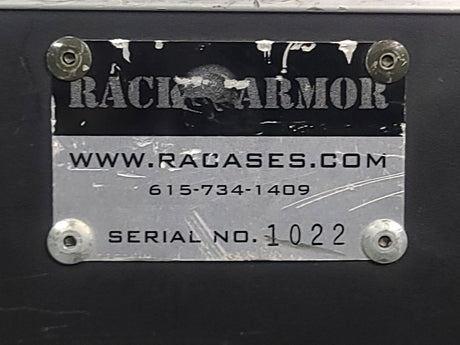 RACK ARMOR
WWW.RACASES.COM
615-734-1409
SERIAL NO. 1022